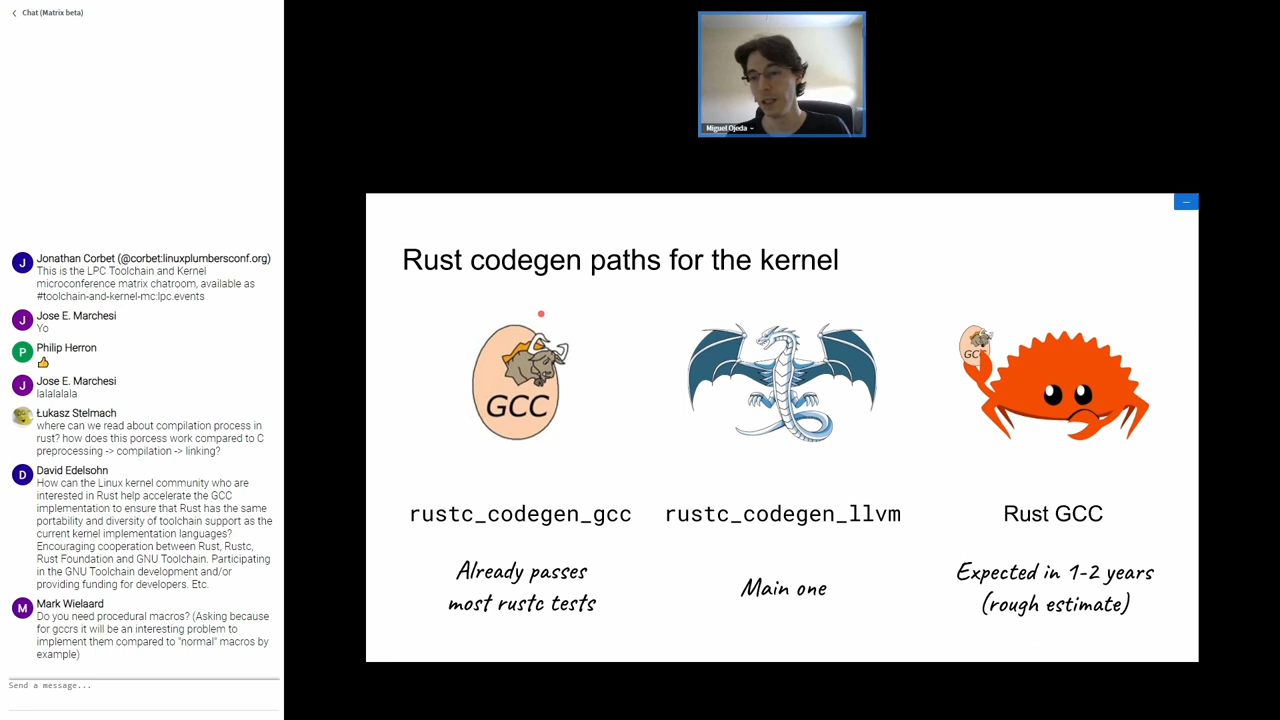 Chat (Matrix beta)
J
Jonathan Corbet (@corbet:linuxplumbersconf.org)
This is the LPC Toolchain and Kernel
microconference matrix chatroom, available as
#toolchain-and-kernel-mc:lpc.events
J
Jose E. Marchesi
Yo
P
Philip Herron
👍
J
Jose E. Marchesi
lalalalala
Łukasz Stelmach
where can we read about compilation process in
rust? how does this porcess work compared to C
preprocessing -> compilation -> linking?
D
David Edelsohn
How can the Linux kernel community who are
interested in Rust help accelerate the GCC
implementation to ensure that Rust has the same
portability and diversity of toolchain support as the
current kernel implementation languages?
Encouraging cooperation between Rust, Rustc,
Rust Foundation and GNU Toolchain. Participating
in the GNU Toolchain development and/or
providing funding for developers. Etc.
M
Mark Wielaard
Do you need procedural macros? (Asking because
for gccrs it will be an interesting problem to
implement them compared to "normal" macros by
example)
Send a message...
Miguel Ojeda
Rust codegen paths for the kernel
GCC
GCC
rustc_codegen_gcc
rustc_codegen_llvm
Rust GCC
Already passes
most rustc tests
Main one
Expected in 1-2 years
(rough estimate)